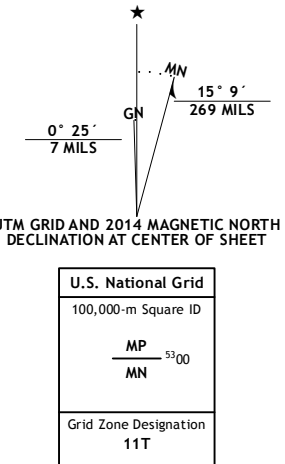 ★
MN
GN
15° 9´
269 MILS
0° 25´
7 MILS
UTM GRID AND 2014 MAGNETIC NORTH
DECLINATION AT CENTER OF SHEET
U.S. National Grid
100,000-m Square ID
MP
5300
MN
Grid Zone Designation
11T